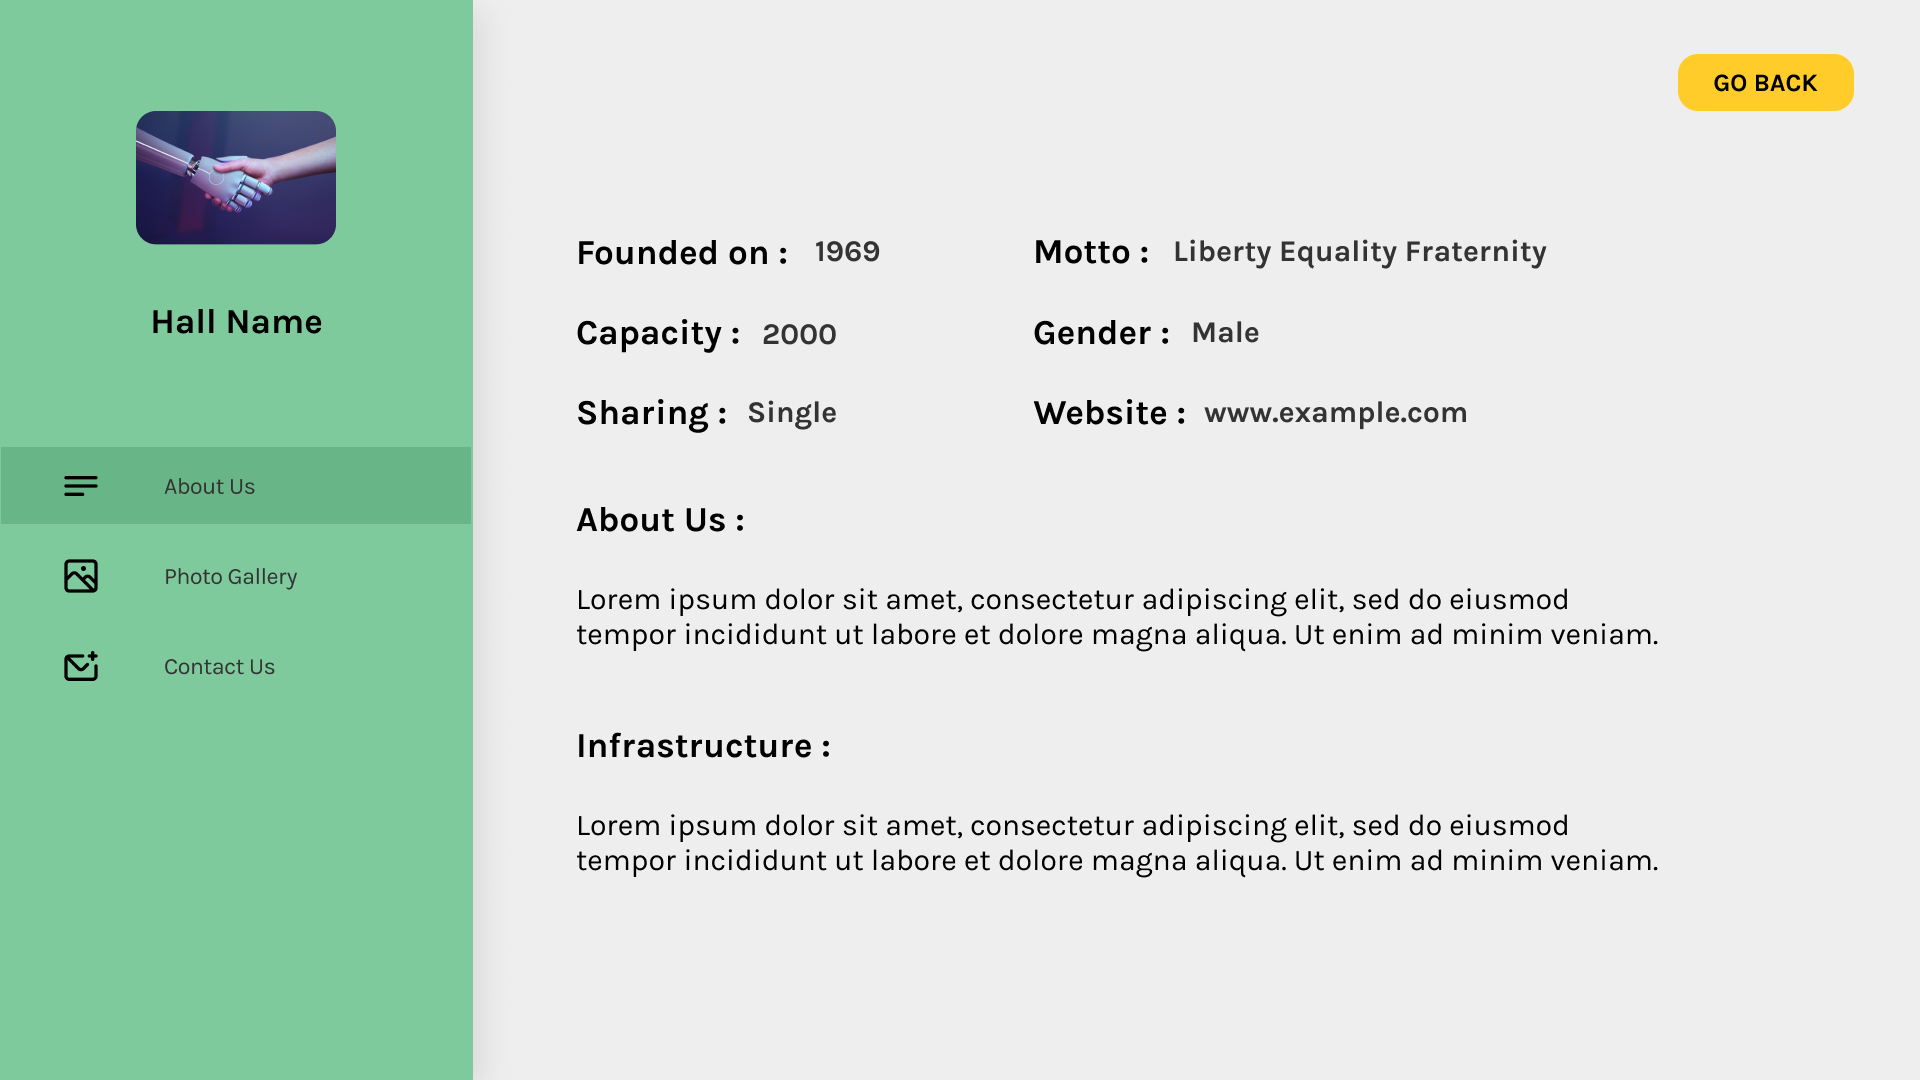 GO BACK
Hall Name
About Us
Photo Gallery
Contact Us
Founded on : 1969
Motto : Liberty Equality Fraternity
Capacity : 2000
Gender : Male
Sharing : Single
Website : www.example.com
About Us :
Lorem ipsum dolor sit amet, consectetur adipiscing elit, sed do eiusmod
tempor incididunt ut labore et dolore magna aliqua. Ut enim ad minim veniam.
Infrastructure :
Lorem ipsum dolor sit amet, consectetur adipiscing elit, sed do eiusmod
tempor incididunt ut labore et dolore magna aliqua. Ut enim ad minim veniam.